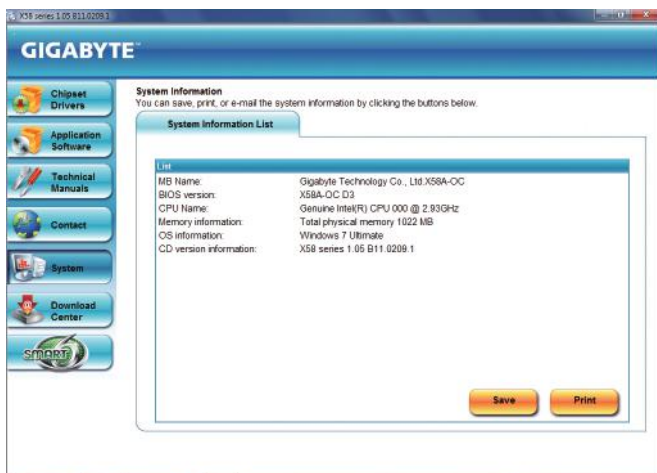 X58 series 1.05 B11.0209.1
GIGABYTE™
Chipset
Drivers
Application
Software
Technical
Manuals
Contact
System
Download
Center
SMART6
System Information
You can save, print, or e-mail the system information by clicking the buttons below.
System Information List
List
MB Name: Gigabyte Technology Co., Ltd.X58A-OC
BIOS version: X58A-OC D3
CPU Name: Genuine Intel(R) CPU 000 @ 2.93GHz
Memory information: Total physical memory 1022 MB
OS information: Windows 7 Ultimate
CD version information: X58 series 1.05 B11.0209.1
Save
Print